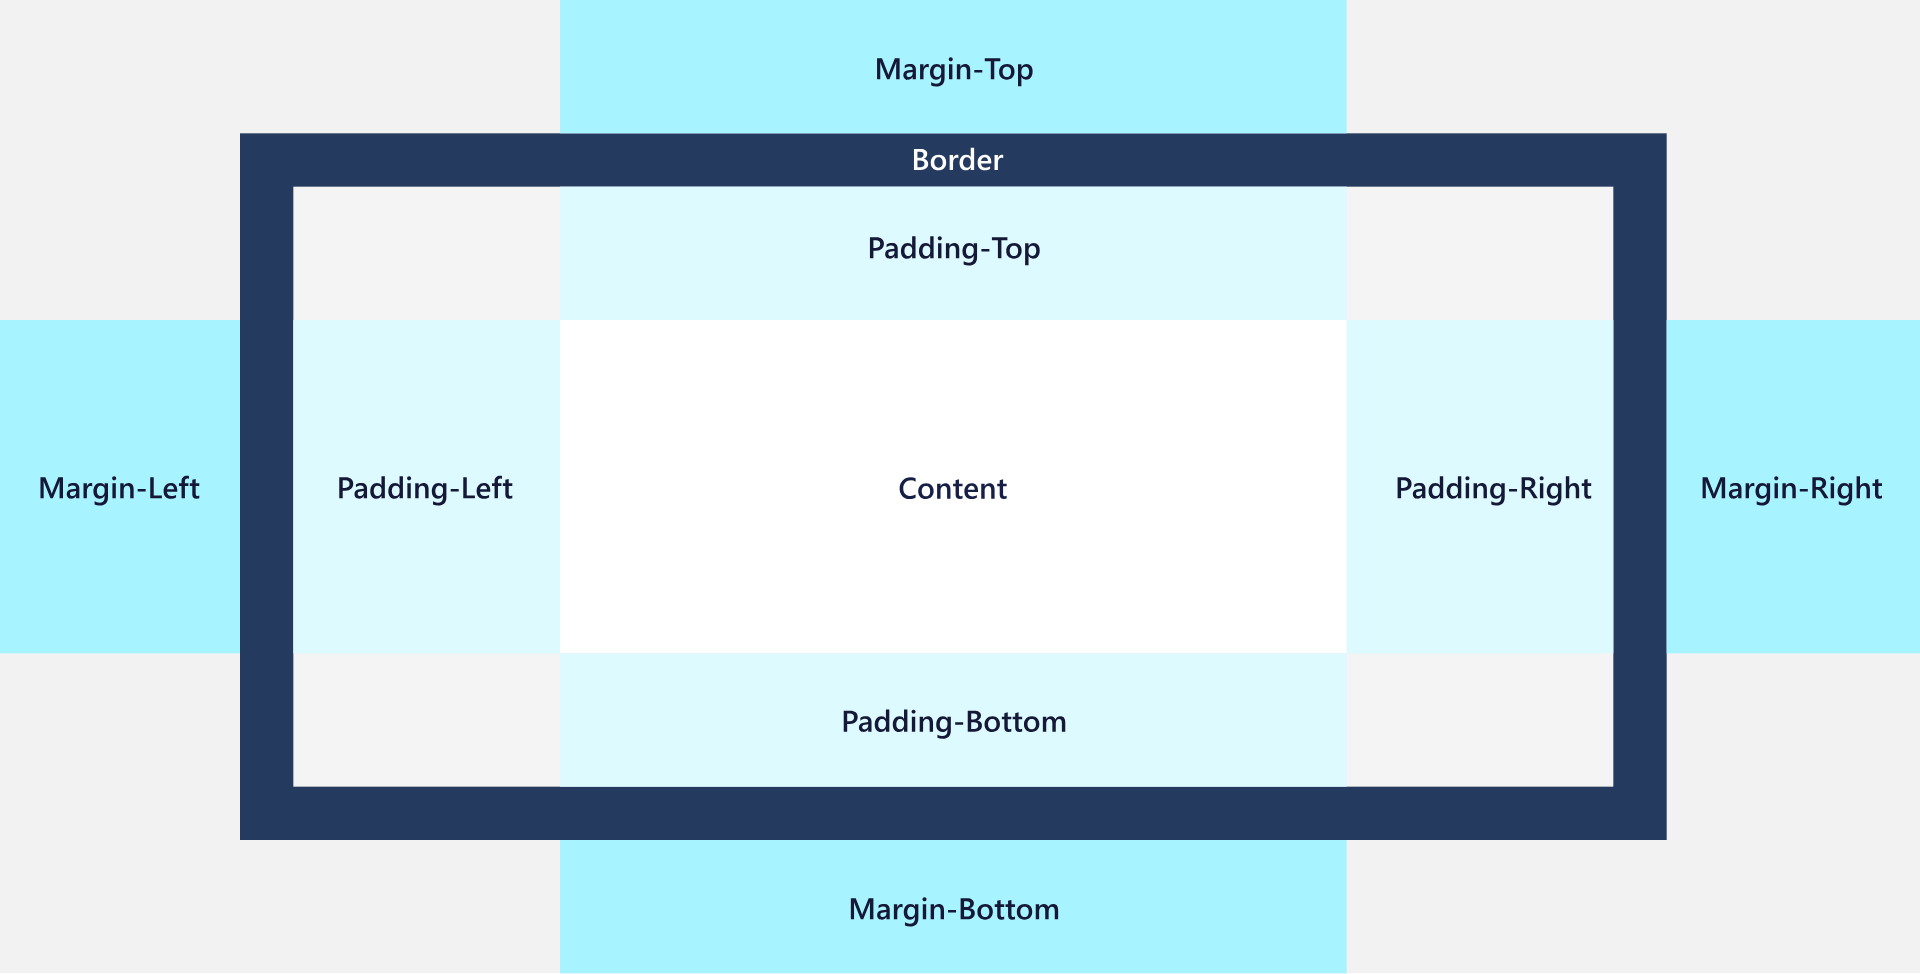 Margin-Top
Border
Padding-Top
Margin-Left
Padding-Left
Content
Padding-Right
Margin-Right
Padding-Bottom
Margin-Bottom